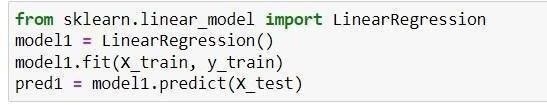 from sklearn.linear_model import LinearRegression
model1 = LinearRegression()
model1.fit(X_train, y_train)
pred1 = model1.predict(X_test)